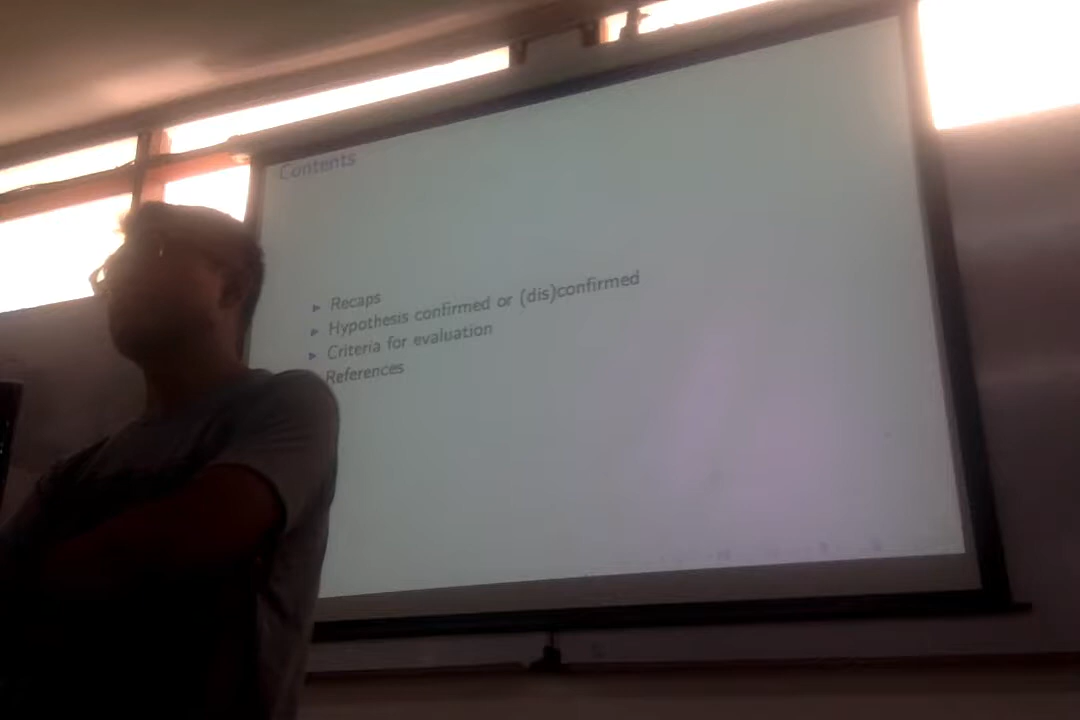 Contents
Recaps
Hypothesis confirmed or (dis)confirmed
Criteria for evaluation
References